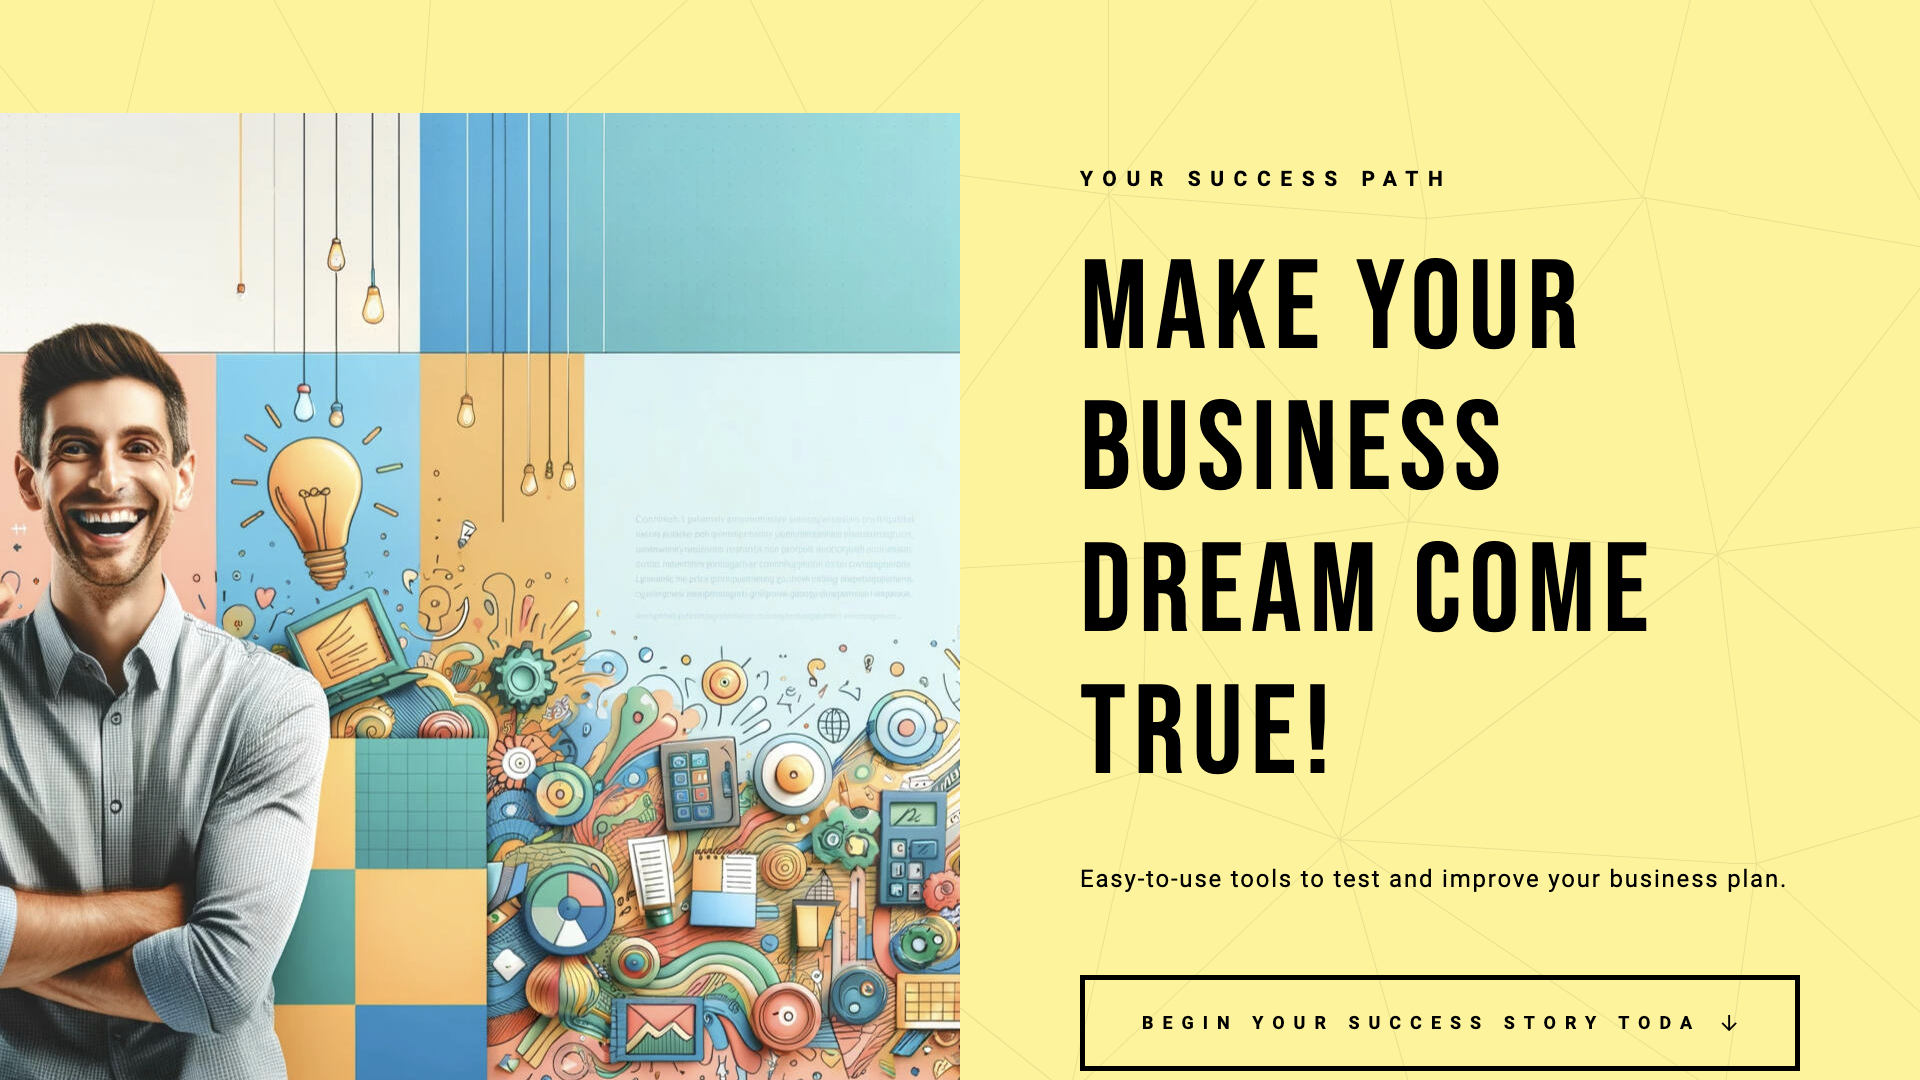 YOUR SUCCESS PATH
MAKE YOUR
BUSINESS
DREAM COME
TRUE!
Easy-to-use tools to test and improve your business plan.
BEGIN YOUR SUCCESS STORY TODA